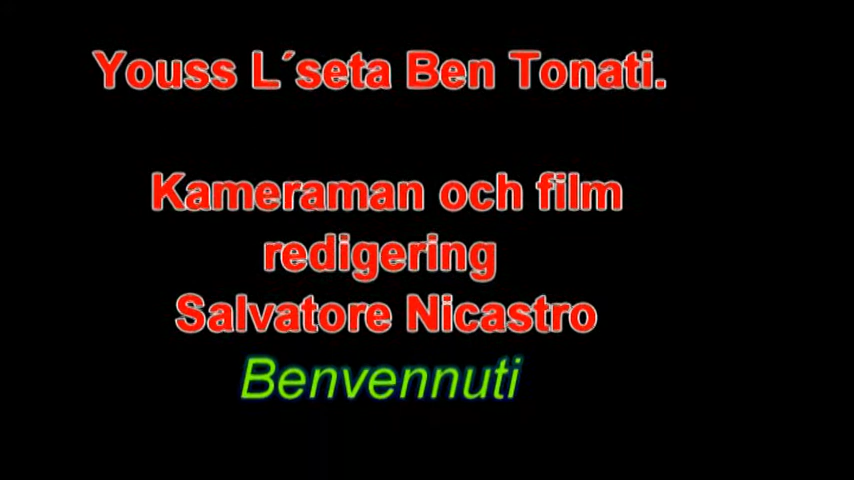 Youss L´seta Ben Tonati.
Kameraman och film
redigering
Salvatore Nicastro
Benvennuti